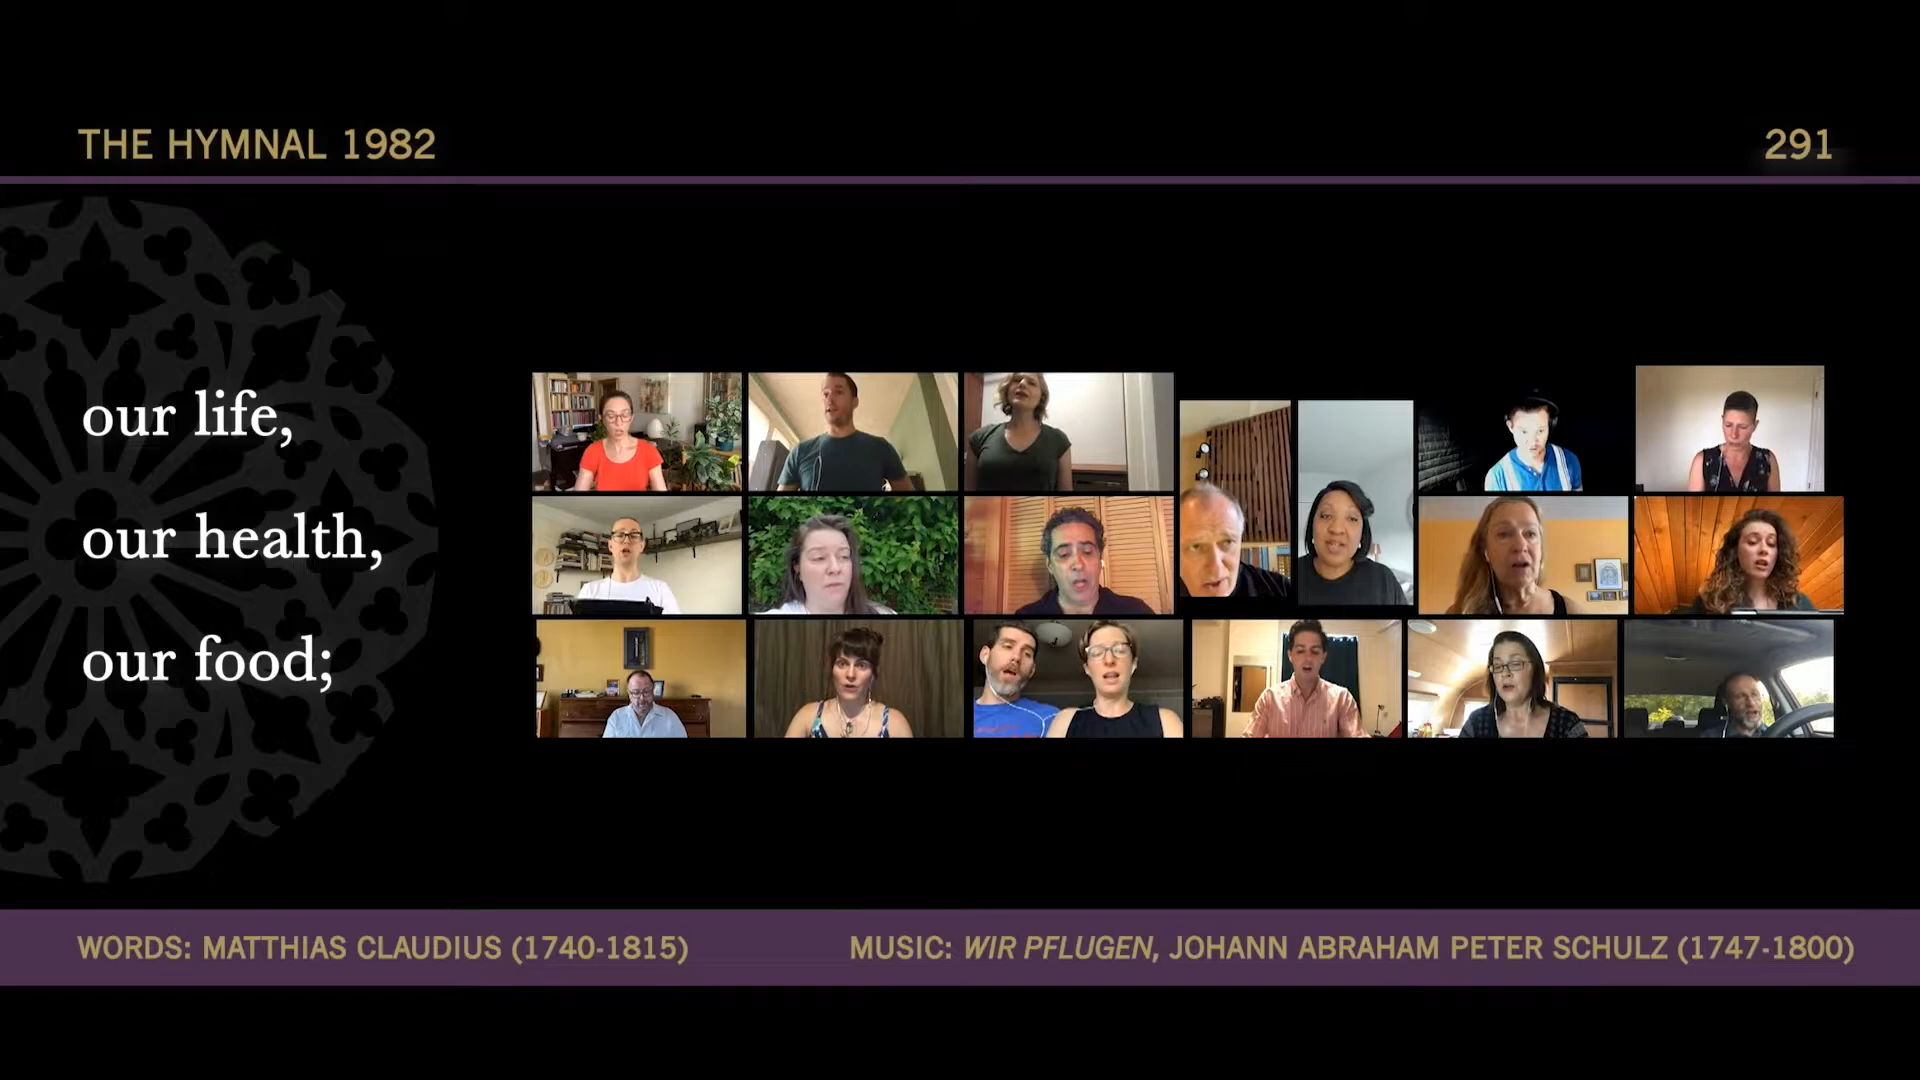 THE HYMNAL 1982
291
our life,
our health,
our food;
WORDS: MATTHIAS CLAUDIUS (1740-1815)
MUSIC: WIR PFLUGEN, JOHANN ABRAHAM PETER SCHULZ (1747-1800)